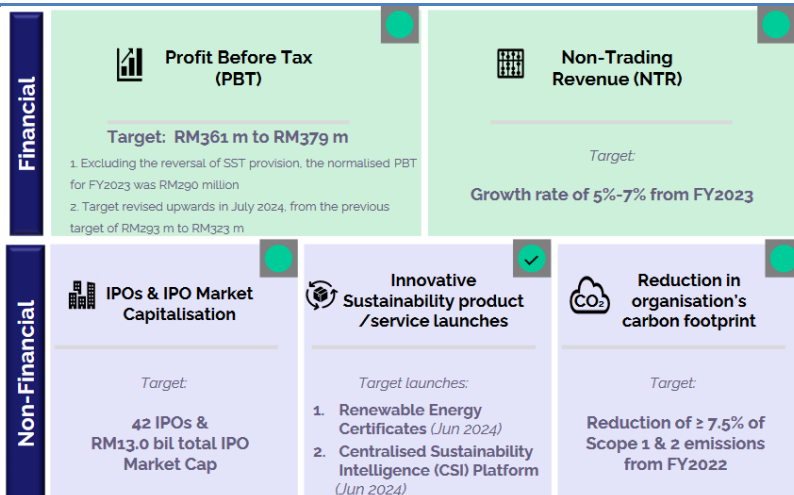 Financial
Profit Before Tax
(PBT)
Target: RM361 m to RM379 m
1. Excluding the reversal of SST provision, the normalised PBT
for FY2023 was RM290 million
2. Target revised upwards in July 2024, from the previous
target of RM293 m to RM323 m
Non-Trading
Revenue (NTR)
Target:
Growth rate of 5%-7% from FY2023
Non-Financial
IPOs & IPO Market
Capitalisation
Target:
42 IPOs &
RM13.0 bil total IPO
Market Cap
Innovative
Sustainability product
/service launches
Target launches:
1. Renewable Energy
Certificates (Jun 2024)
2. Centralised Sustainability
Intelligence (CSI) Platform
(Jun 2024)
CO2
Reduction in
organisation's
carbon footprint
Target:
Reduction of ≥ 7.5% of
Scope 1 & 2 emissions
from FY2022